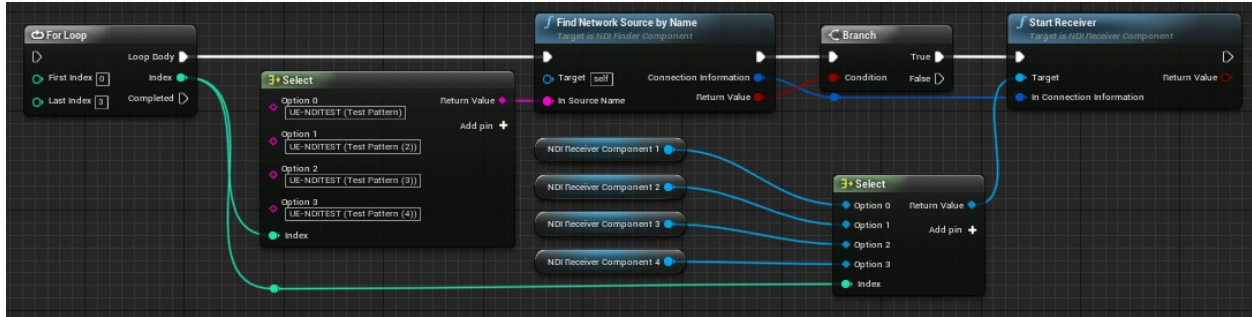 For Loop
Loop Body
First Index 0
Index
Last Index 3
Completed
Select
Option 0
Return Value
UE-NDITEST (Test Pattern)
Add pin
Option 1
UE-NDITEST (Test Pattern (2))
Option 2
UE-NDITEST (Test Pattern (3))
Option 3
UE-NDITEST (Test Pattern (4))
Index
Find Network Source by Name
Target is NDI Finder Component
Target self
Connection Information
In Source Name
Return Value
NDI Receiver Component 1
NDI Receiver Component 2
NDI Receiver Component 3
NDI Receiver Component 4
Branch
True
Condition
False
Select
Option 0
Return Value
Option 1
Add pin
Option 2
Option 3
Index
Start Receiver
Target is NDI Receiver Component
Target
Return Value
In Connection Information